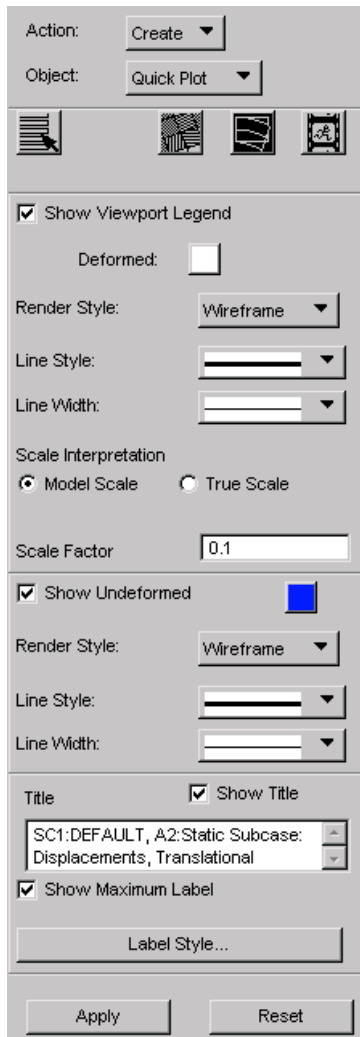 Action: Create
Object: Quick Plot
Show Viewport Legend
Deformed:
Render Style: Wireframe
Line Style:
Line Width:
Scale Interpretation
Model Scale True Scale
Scale Factor 0.1
Show Undeformed
Render Style: Wireframe
Line Style:
Line Width:
Title Show Title
SC1:DEFAULT, A2:Static Subcase:
Displacements, Translational
Show Maximum Label
Label Style...
Apply Reset